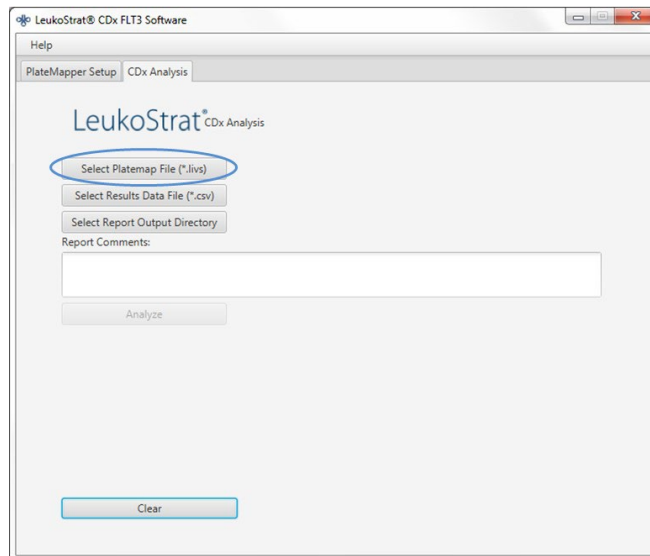 LeukoStrat® CDx FLT3 Software
Help
PlateMapper Setup CDx Analysis
LeukoStrat® CDx Analysis
Select Platemap File (*.livs)
Select Results Data File (*.csv)
Select Report Output Directory
Report Comments:
Analyze
Clear